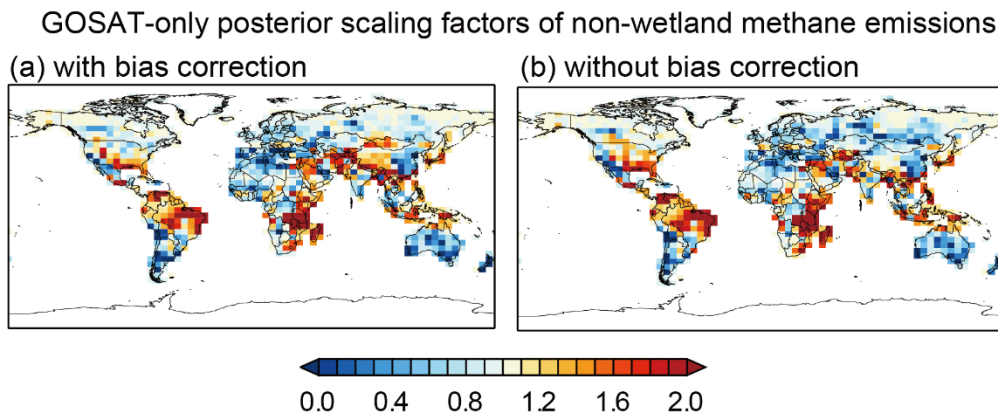 GOSAT-only posterior scaling factors of non-wetland methane emissions
(a) with bias correction
(b) without bias correction
0.0 0.4 0.8 1.2 1.6 2.0